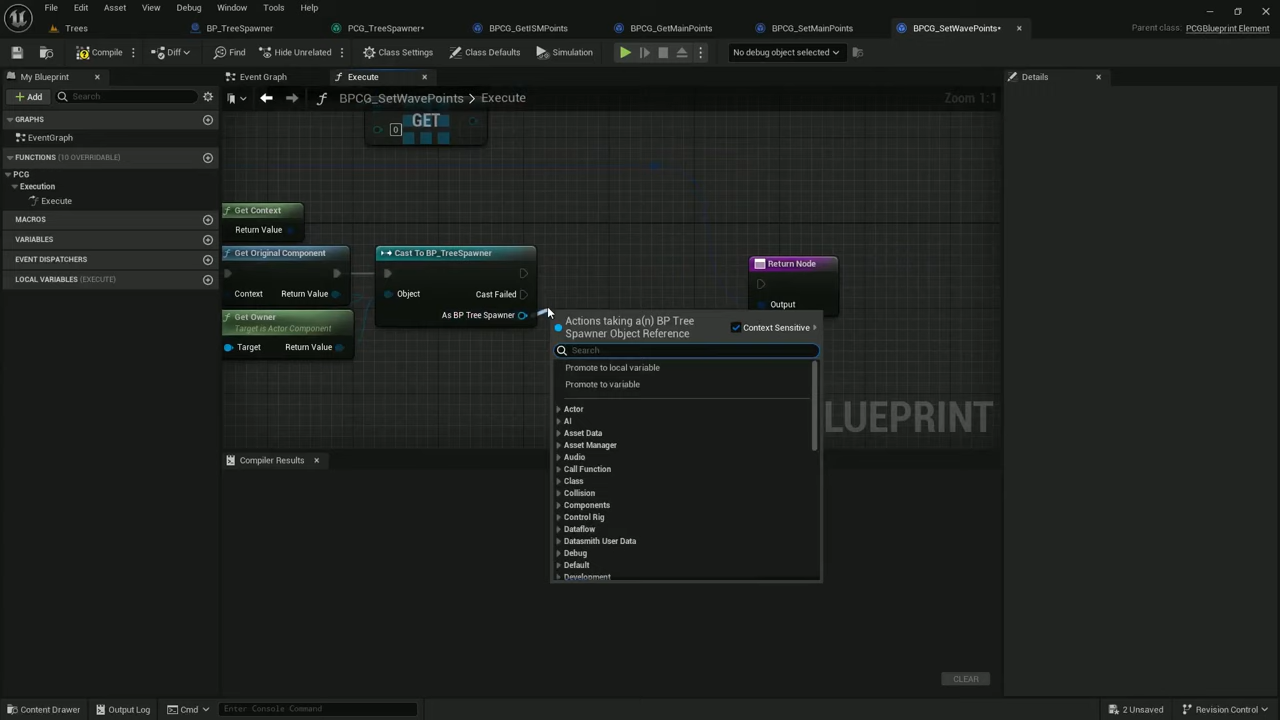 File Edit Asset View Debug Window Tools Help
Trees BP_TreeSpawner PCG_TreeSpawner* BPCG_GetISMPoints BPCG_GetMainPoints BPCG_SetMainPoints BPCG_SetWavePoints* Parent class: PCGBlueprint Element
Compile Diff Find Hide Unrelated Class Settings Class Defaults Simulation No debug object selected
My Blueprint Event Graph Execute Details
Add Search BPCG_SetWavePoints > Execute Zoom 1:1
GRAPHS
EventGraph
FUNCTIONS (10 OVERRIDABLE)
PCG
Execution
Execute
MACROS
VARIABLES
EVENT DISPATCHERS
LOCAL VARIABLES (EXECUTE)
0 GET
Get Context
Return Value
Get Original Component
Context Return Value
Get Owner
Target is Actor Component
Target Return Value
Cast To BP_TreeSpawner
Object Cast Failed
As BP Tree Spawner
Return Node
Output
Actions taking a(n) BP Tree
Spawner Object Reference
Context Sensitive
Search
Promote to local variable
Promote to variable
Actor
AI
Asset Data
Asset Manager
Audio
Call Function
Class
Collision
Components
Control Rig
Dataflow
Datasmith User Data
Debug
Default
Development
BLUEPRINT
Compiler Results
CLEAR
Content Drawer Output Log Cmd Enter Console Command 2 Unsaved Revision Control